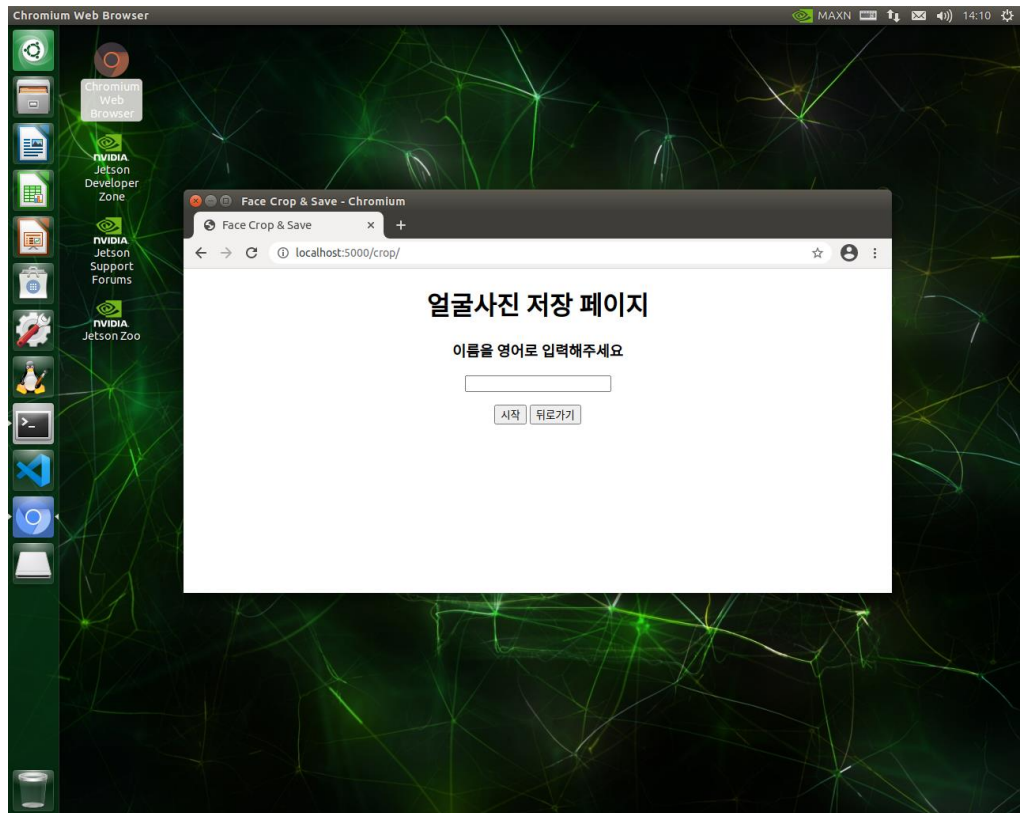 Chromium Web Browser
MAXN
14:10
Chromium
Web
Browser
NVIDIA.
Jetson
Developer
Zone
NVIDIA.
Jetson
Support
Forums
NVIDIA.
Jetson Zoo
Face Crop & Save - Chromium
Face Crop & Save
localhost:5000/crop/
얼굴사진 저장 페이지
이름을 영어로 입력해주세요
시작 뒤로가기